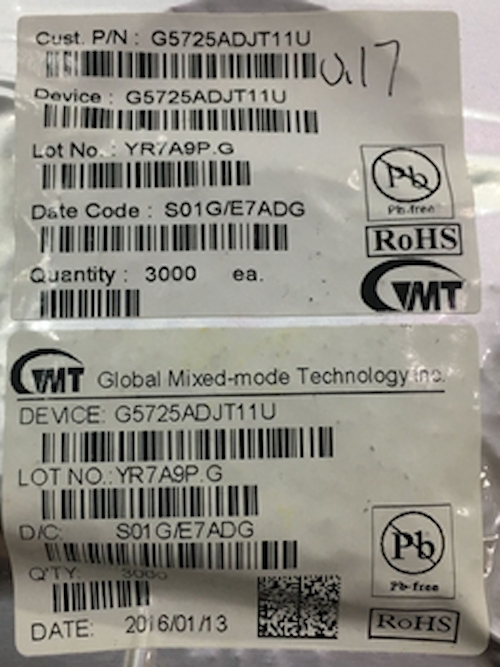 Cust. P/N : G5725ADJT11U
0.17
Device : G5725ADJT11U
Lot No. : YR7A9P.G
Pb
Pb-free
Date Code : S01G/E7ADG
RoHS
Quantity : 3000 ea.
GMT
GMT Global Mixed-mode Technology Inc.
DEVICE: G5725ADJT11U
LOT NO.:YR7A9P.G
D/C: S01G/E7ADG
Pb
Pb-free
Q'TY: 3000
DATE: 2016/01/13
RoHS